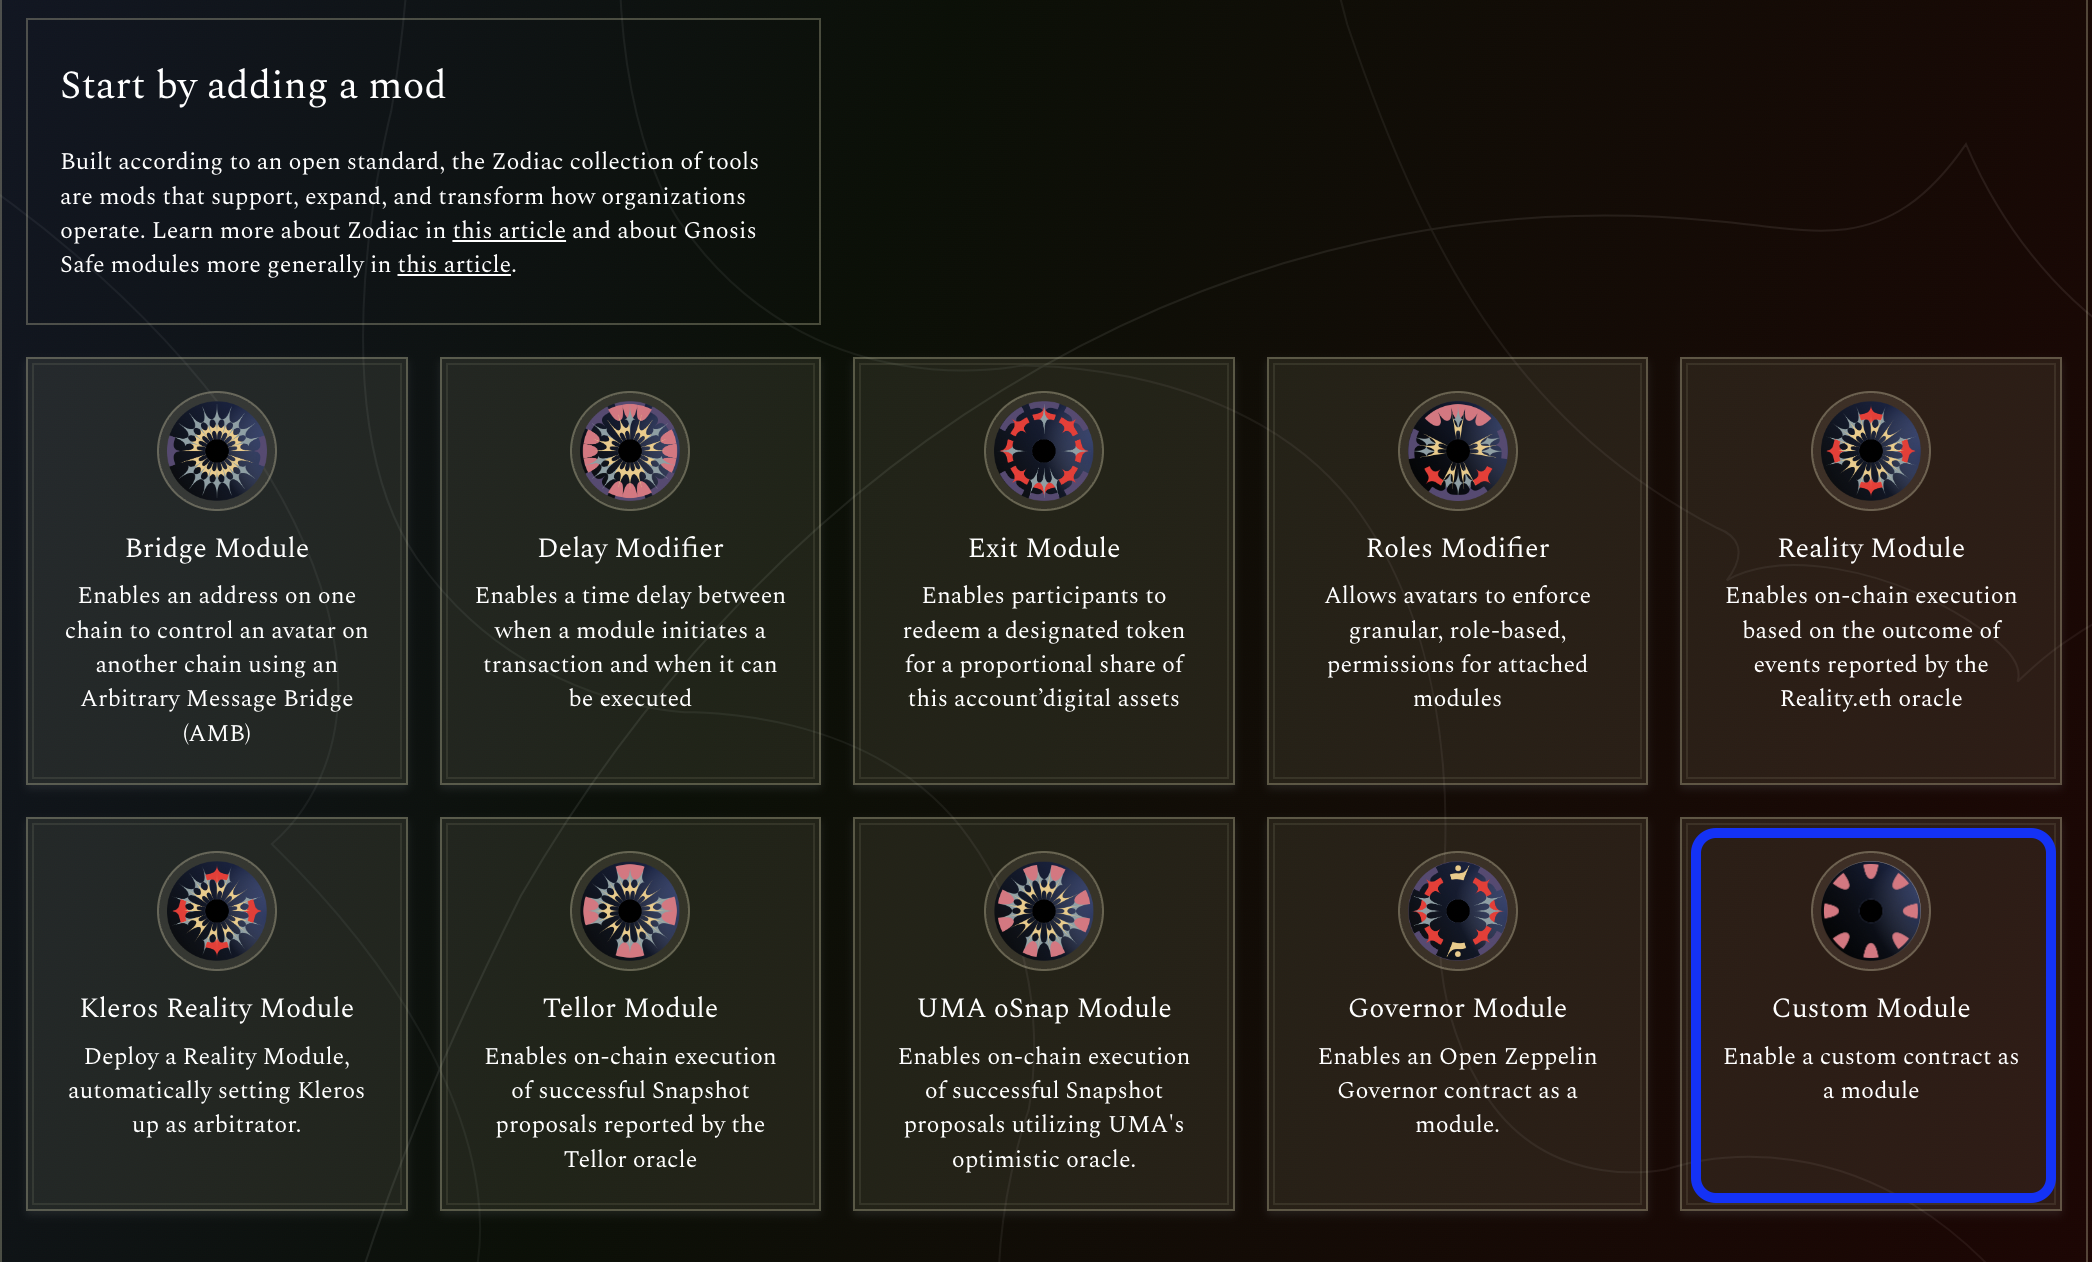 Start by adding a mod
Built according to an open standard, the Zodiac collection of tools
are mods that support, expand, and transform how organizations
operate. Learn more about Zodiac in this article and about Gnosis
Safe modules more generally in this article.
Bridge Module
Enables an address on one
chain to control an avatar on
another chain using an
Arbitrary Message Bridge
(AMB)
Delay Modifier
Enables a time delay between
when a module initiates a
transaction and when it can
be executed
Exit Module
Enables participants to
redeem a designated token
for a proportional share of
this account’digital assets
Roles Modifier
Allows avatars to enforce
granular, role-based,
permissions for attached
modules
Reality Module
Enables on-chain execution
based on the outcome of
events reported by the
Reality.eth oracle
Kleros Reality Module
Deploy a Reality Module,
automatically setting Kleros
up as arbitrator.
Tellor Module
Enables on-chain execution
of successful Snapshot
proposals reported by the
Tellor oracle
UMA oSnap Module
Enables on-chain execution
of successful Snapshot
proposals utilizing UMA's
optimistic oracle.
Governor Module
Enables an Open Zeppelin
Governor contract as a
module.
Custom Module
Enable a custom contract as
a module